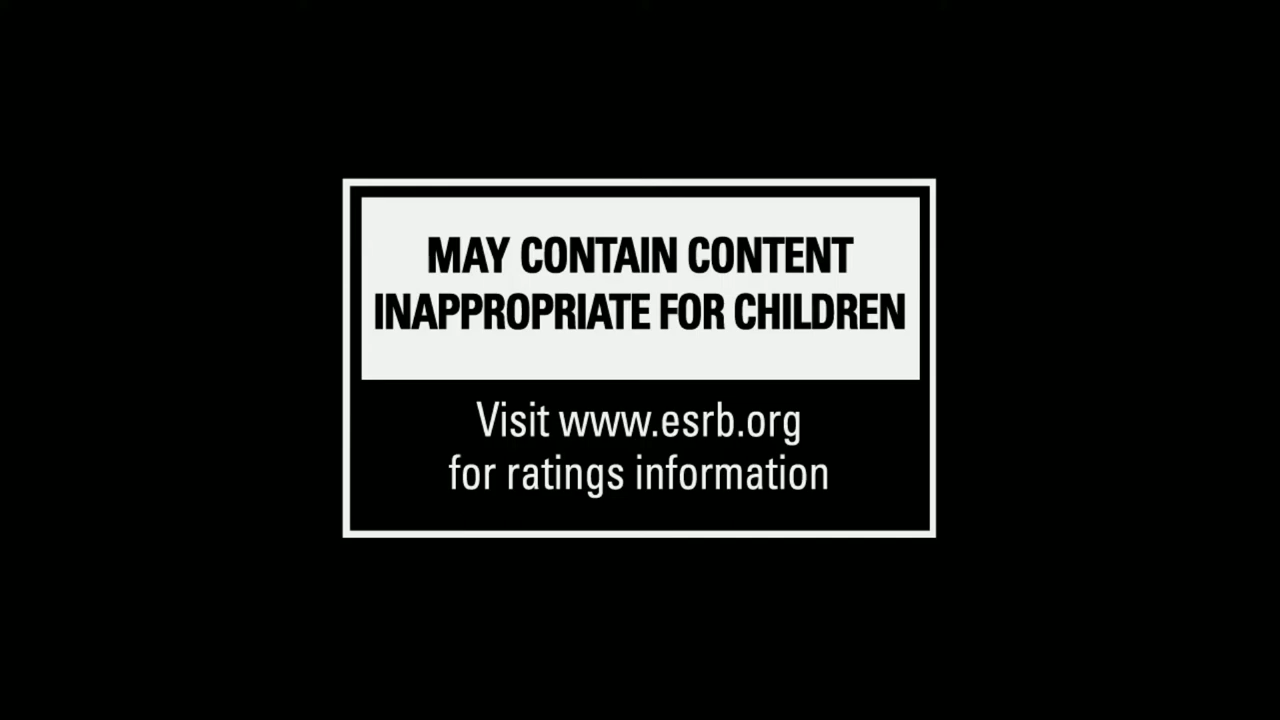 MAY CONTAIN CONTENT
INAPPROPRIATE FOR CHILDREN
Visit www.esrb.org
for ratings information